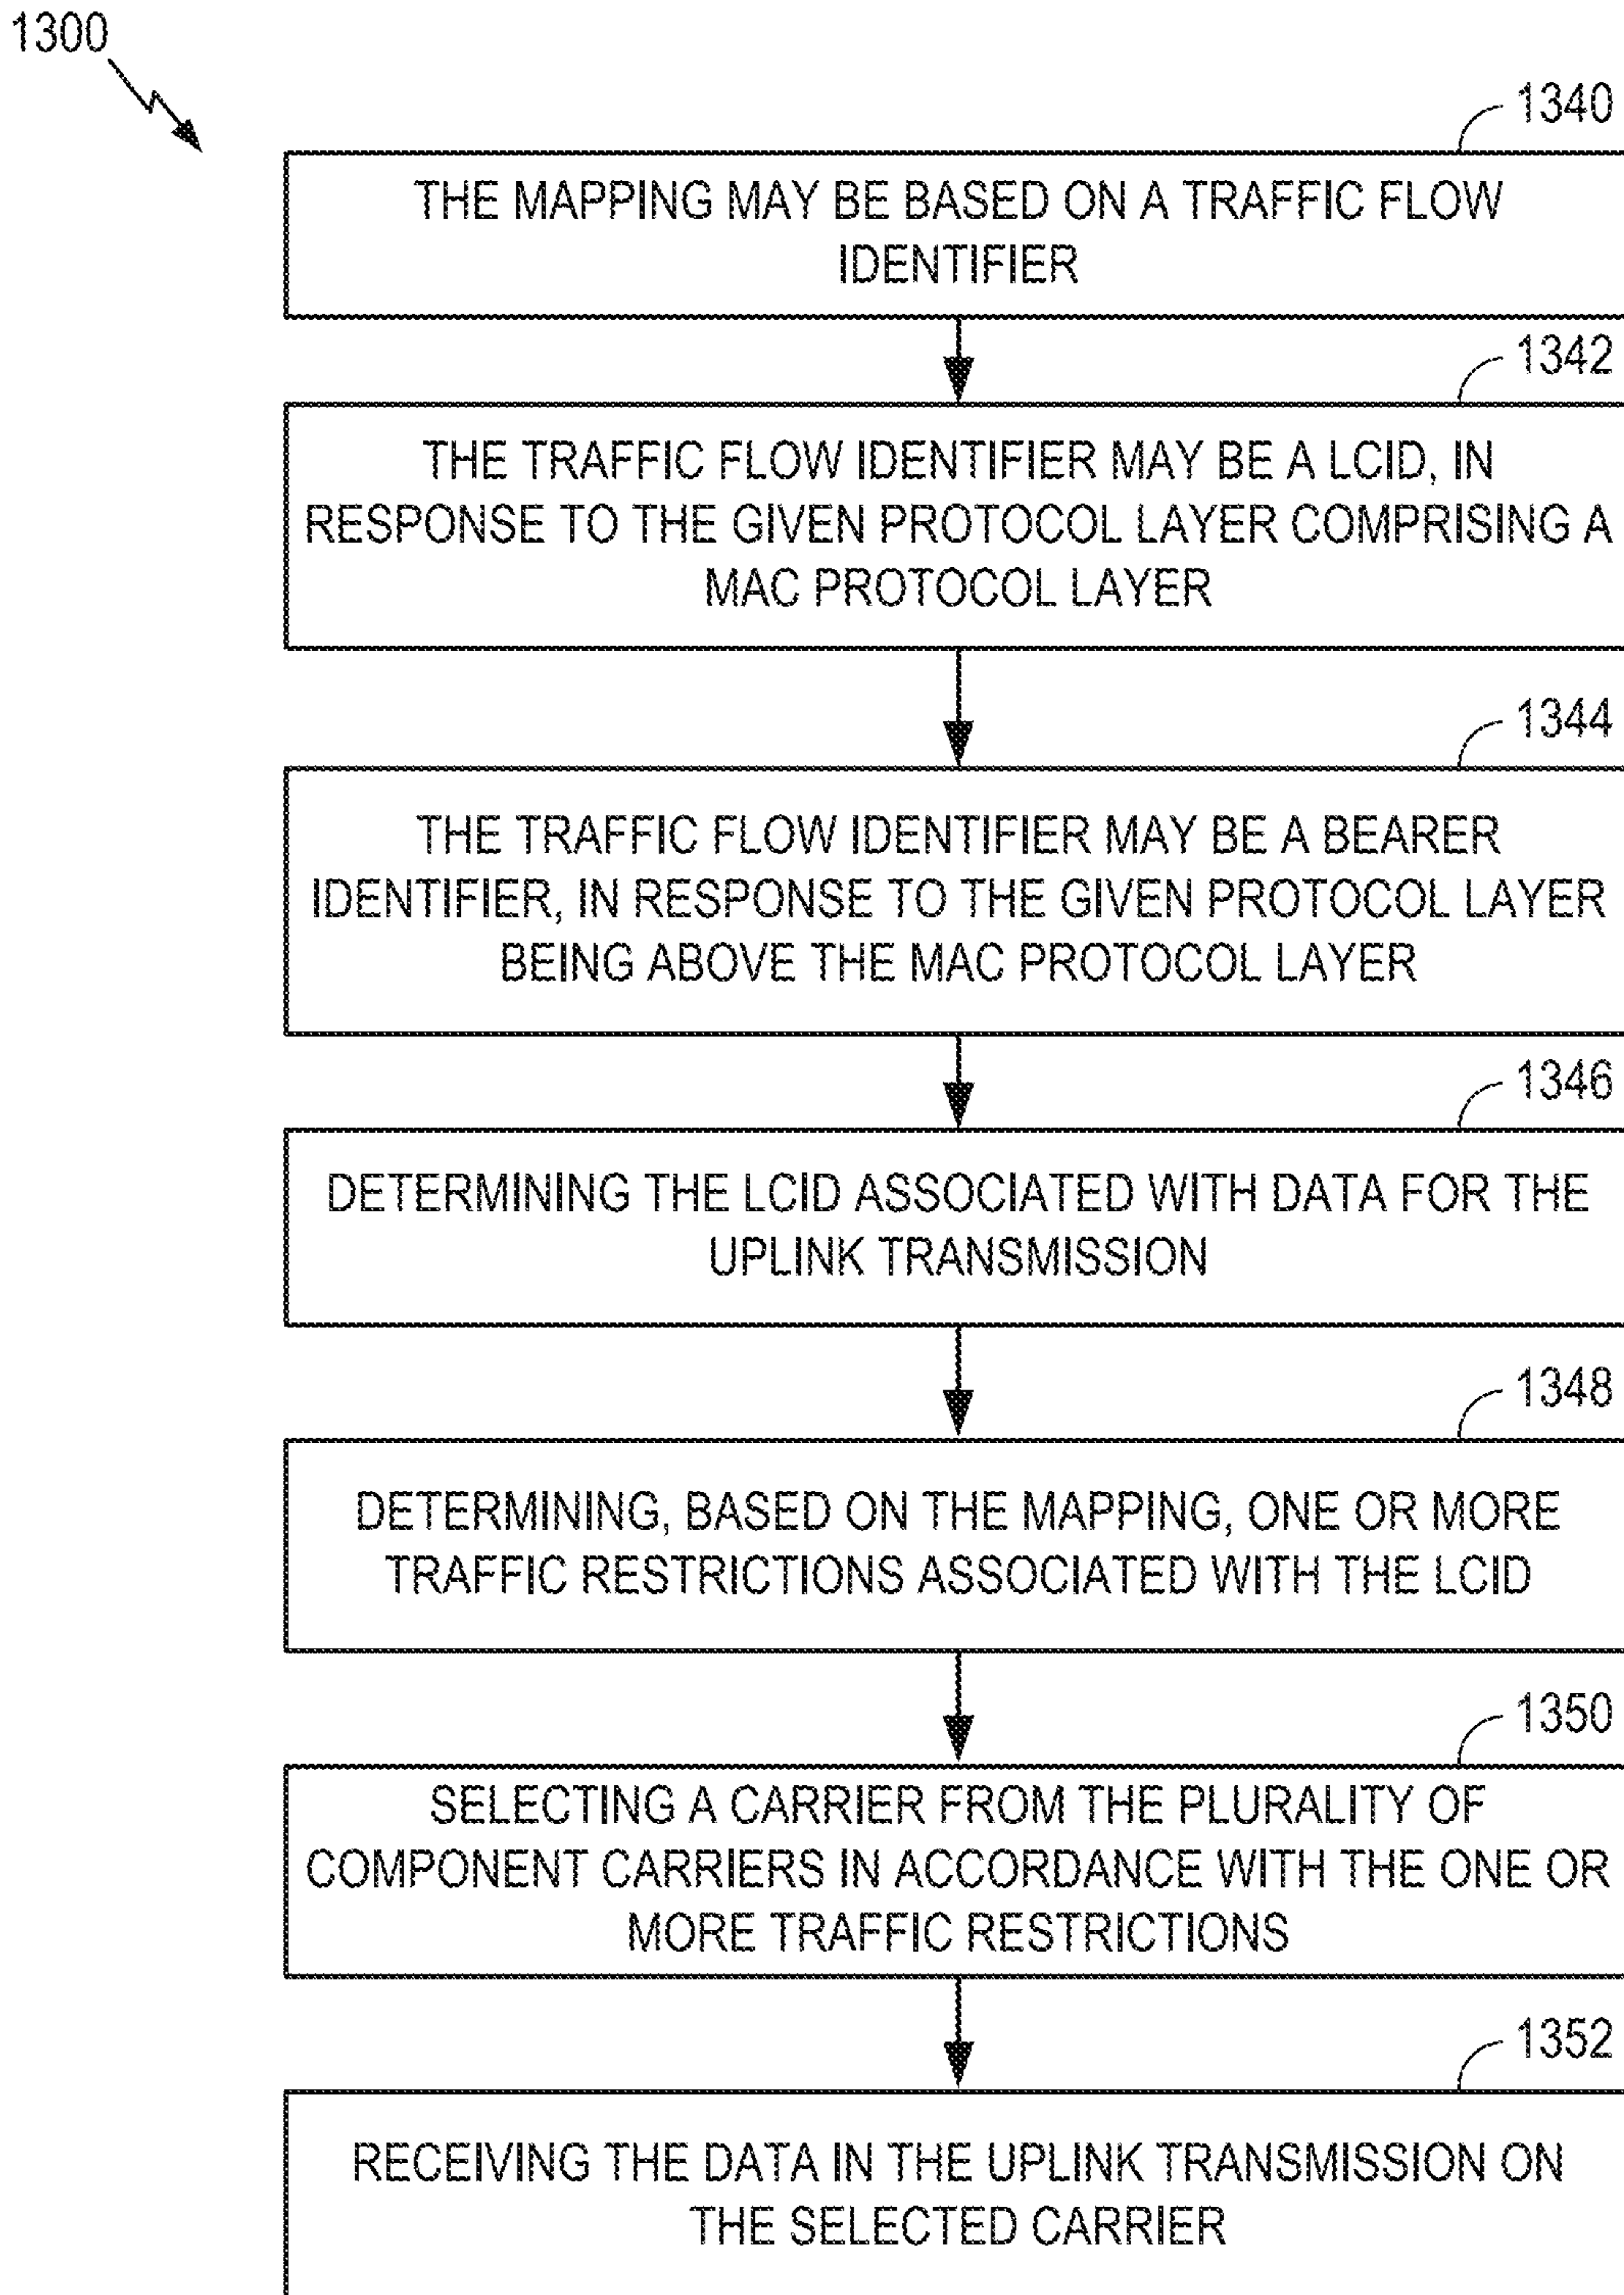 1300
1340
THE MAPPING MAY BE BASED ON A TRAFFIC FLOW
IDENTIFIER
1342
THE TRAFFIC FLOW IDENTIFIER MAY BE A LCID, IN
RESPONSE TO THE GIVEN PROTOCOL LAYER COMPRISING A
MAC PROTOCOL LAYER
1344
THE TRAFFIC FLOW IDENTIFIER MAY BE A BEARER
IDENTIFIER, IN RESPONSE TO THE GIVEN PROTOCOL LAYER
BEING ABOVE THE MAC PROTOCOL LAYER
1346
DETERMINING THE LCID ASSOCIATED WITH DATA FOR THE
UPLINK TRANSMISSION
1348
DETERMINING, BASED ON THE MAPPING, ONE OR MORE
TRAFFIC RESTRICTIONS ASSOCIATED WITH THE LCID
1350
SELECTING A CARRIER FROM THE PLURALITY OF
COMPONENT CARRIERS IN ACCORDANCE WITH THE ONE OR
MORE TRAFFIC RESTRICTIONS
1352
RECEIVING THE DATA IN THE UPLINK TRANSMISSION ON
THE SELECTED CARRIER